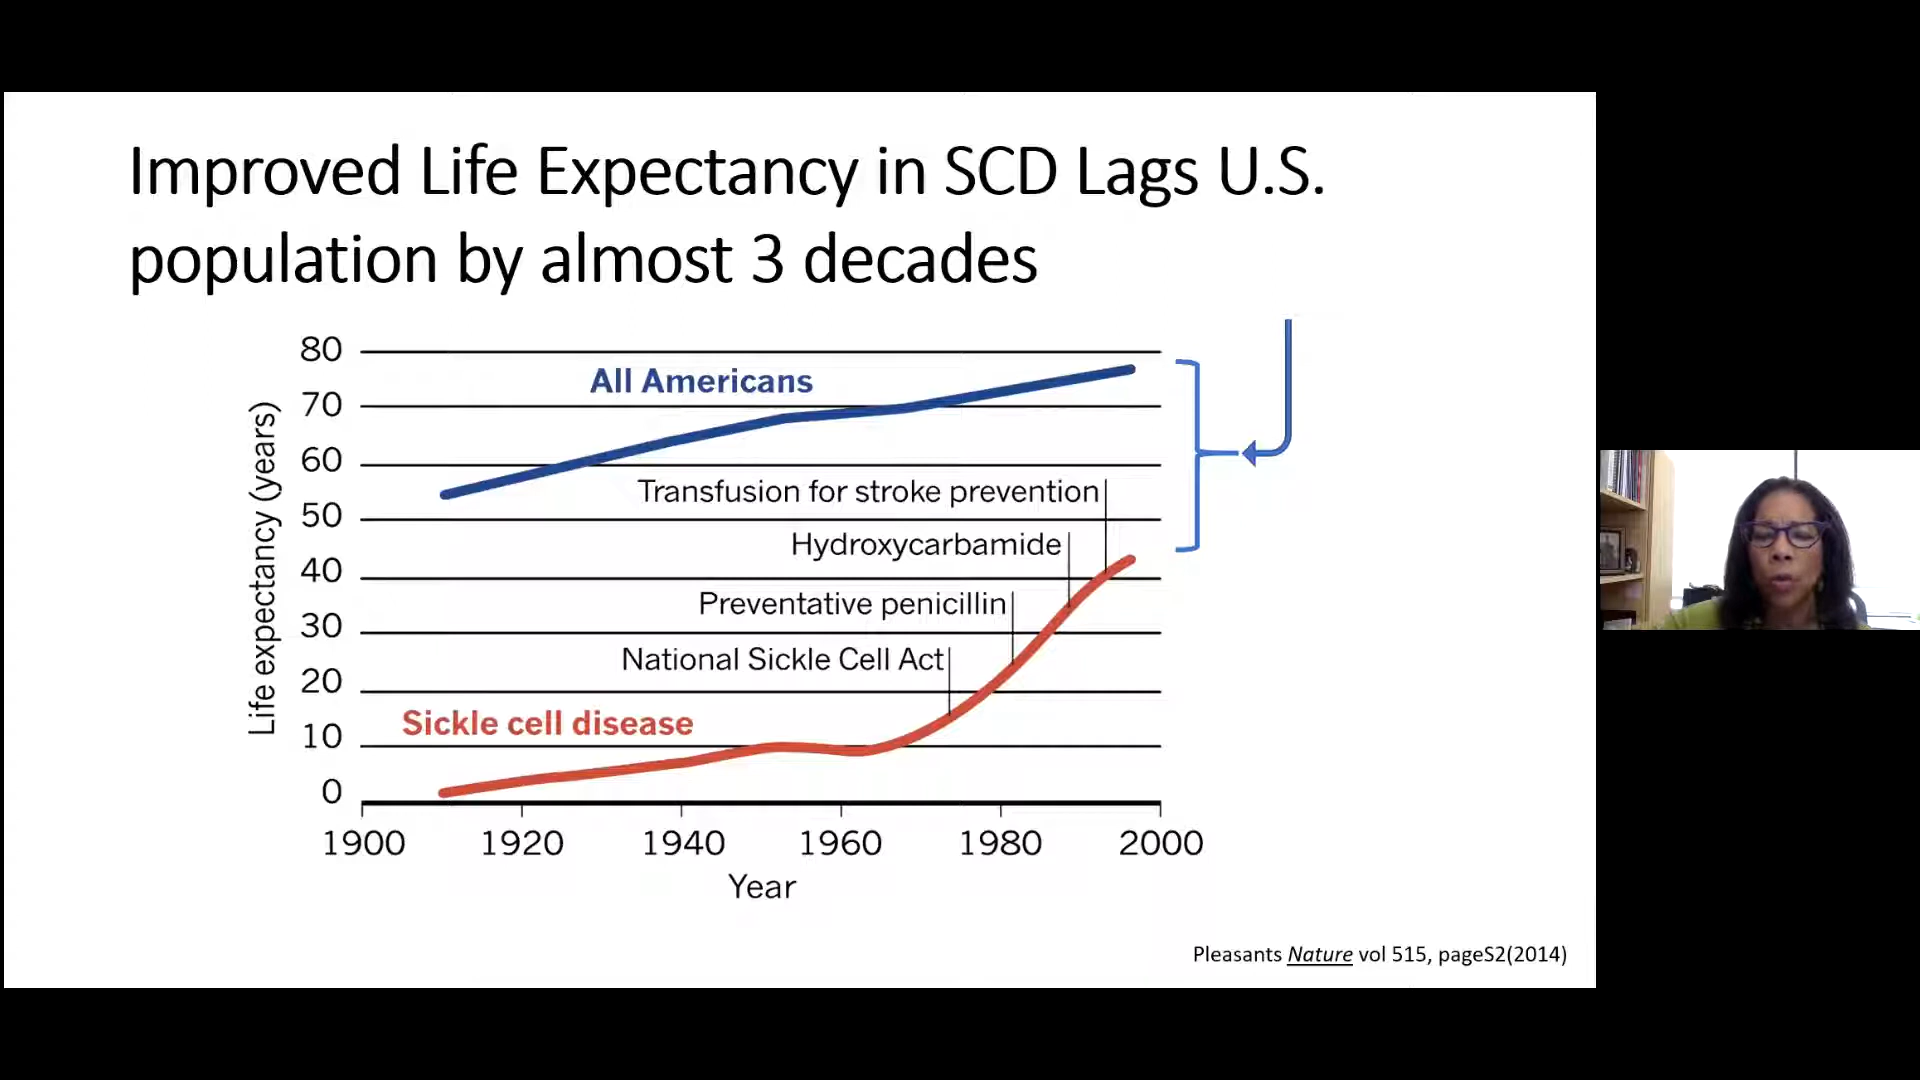 Improved Life Expectancy in SCD Lags U.S.
population by almost 3 decades
Life expectancy (years)
80
70
60
50
40
30
20
10
0
All Americans
Transfusion for stroke prevention
Hydroxycarbamide
Preventative penicillin
National Sickle Cell Act
Sickle cell disease
1900 1920 1940 1960 1980 2000
Year
Pleasants Nature vol 515, pageS2(2014)